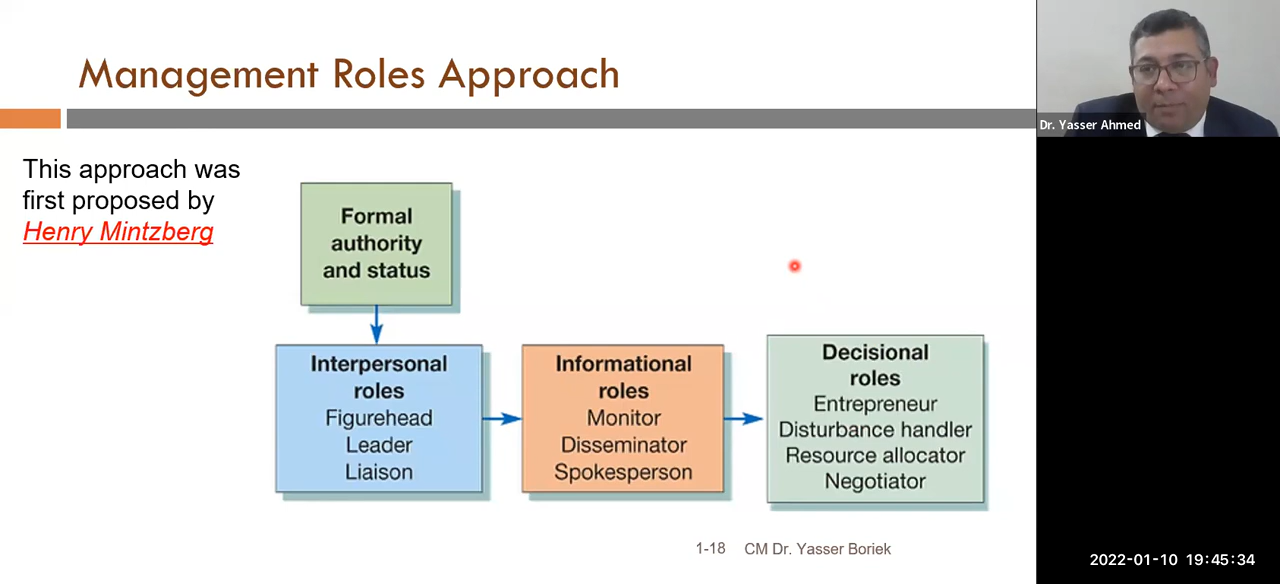 Management Roles Approach
Dr. Yasser Ahmed
This approach was
first proposed by
Henry Mintzberg
Formal
authority
and status
Interpersonal
roles
Figurehead
Leader
Liaison
Informational
roles
Monitor
Disseminator
Spokesperson
Decisional
roles
Entrepreneur
Disturbance handler
Resource allocator
Negotiator
1-18 CM Dr. Yasser Boriek
2022-01-10 19:45:34